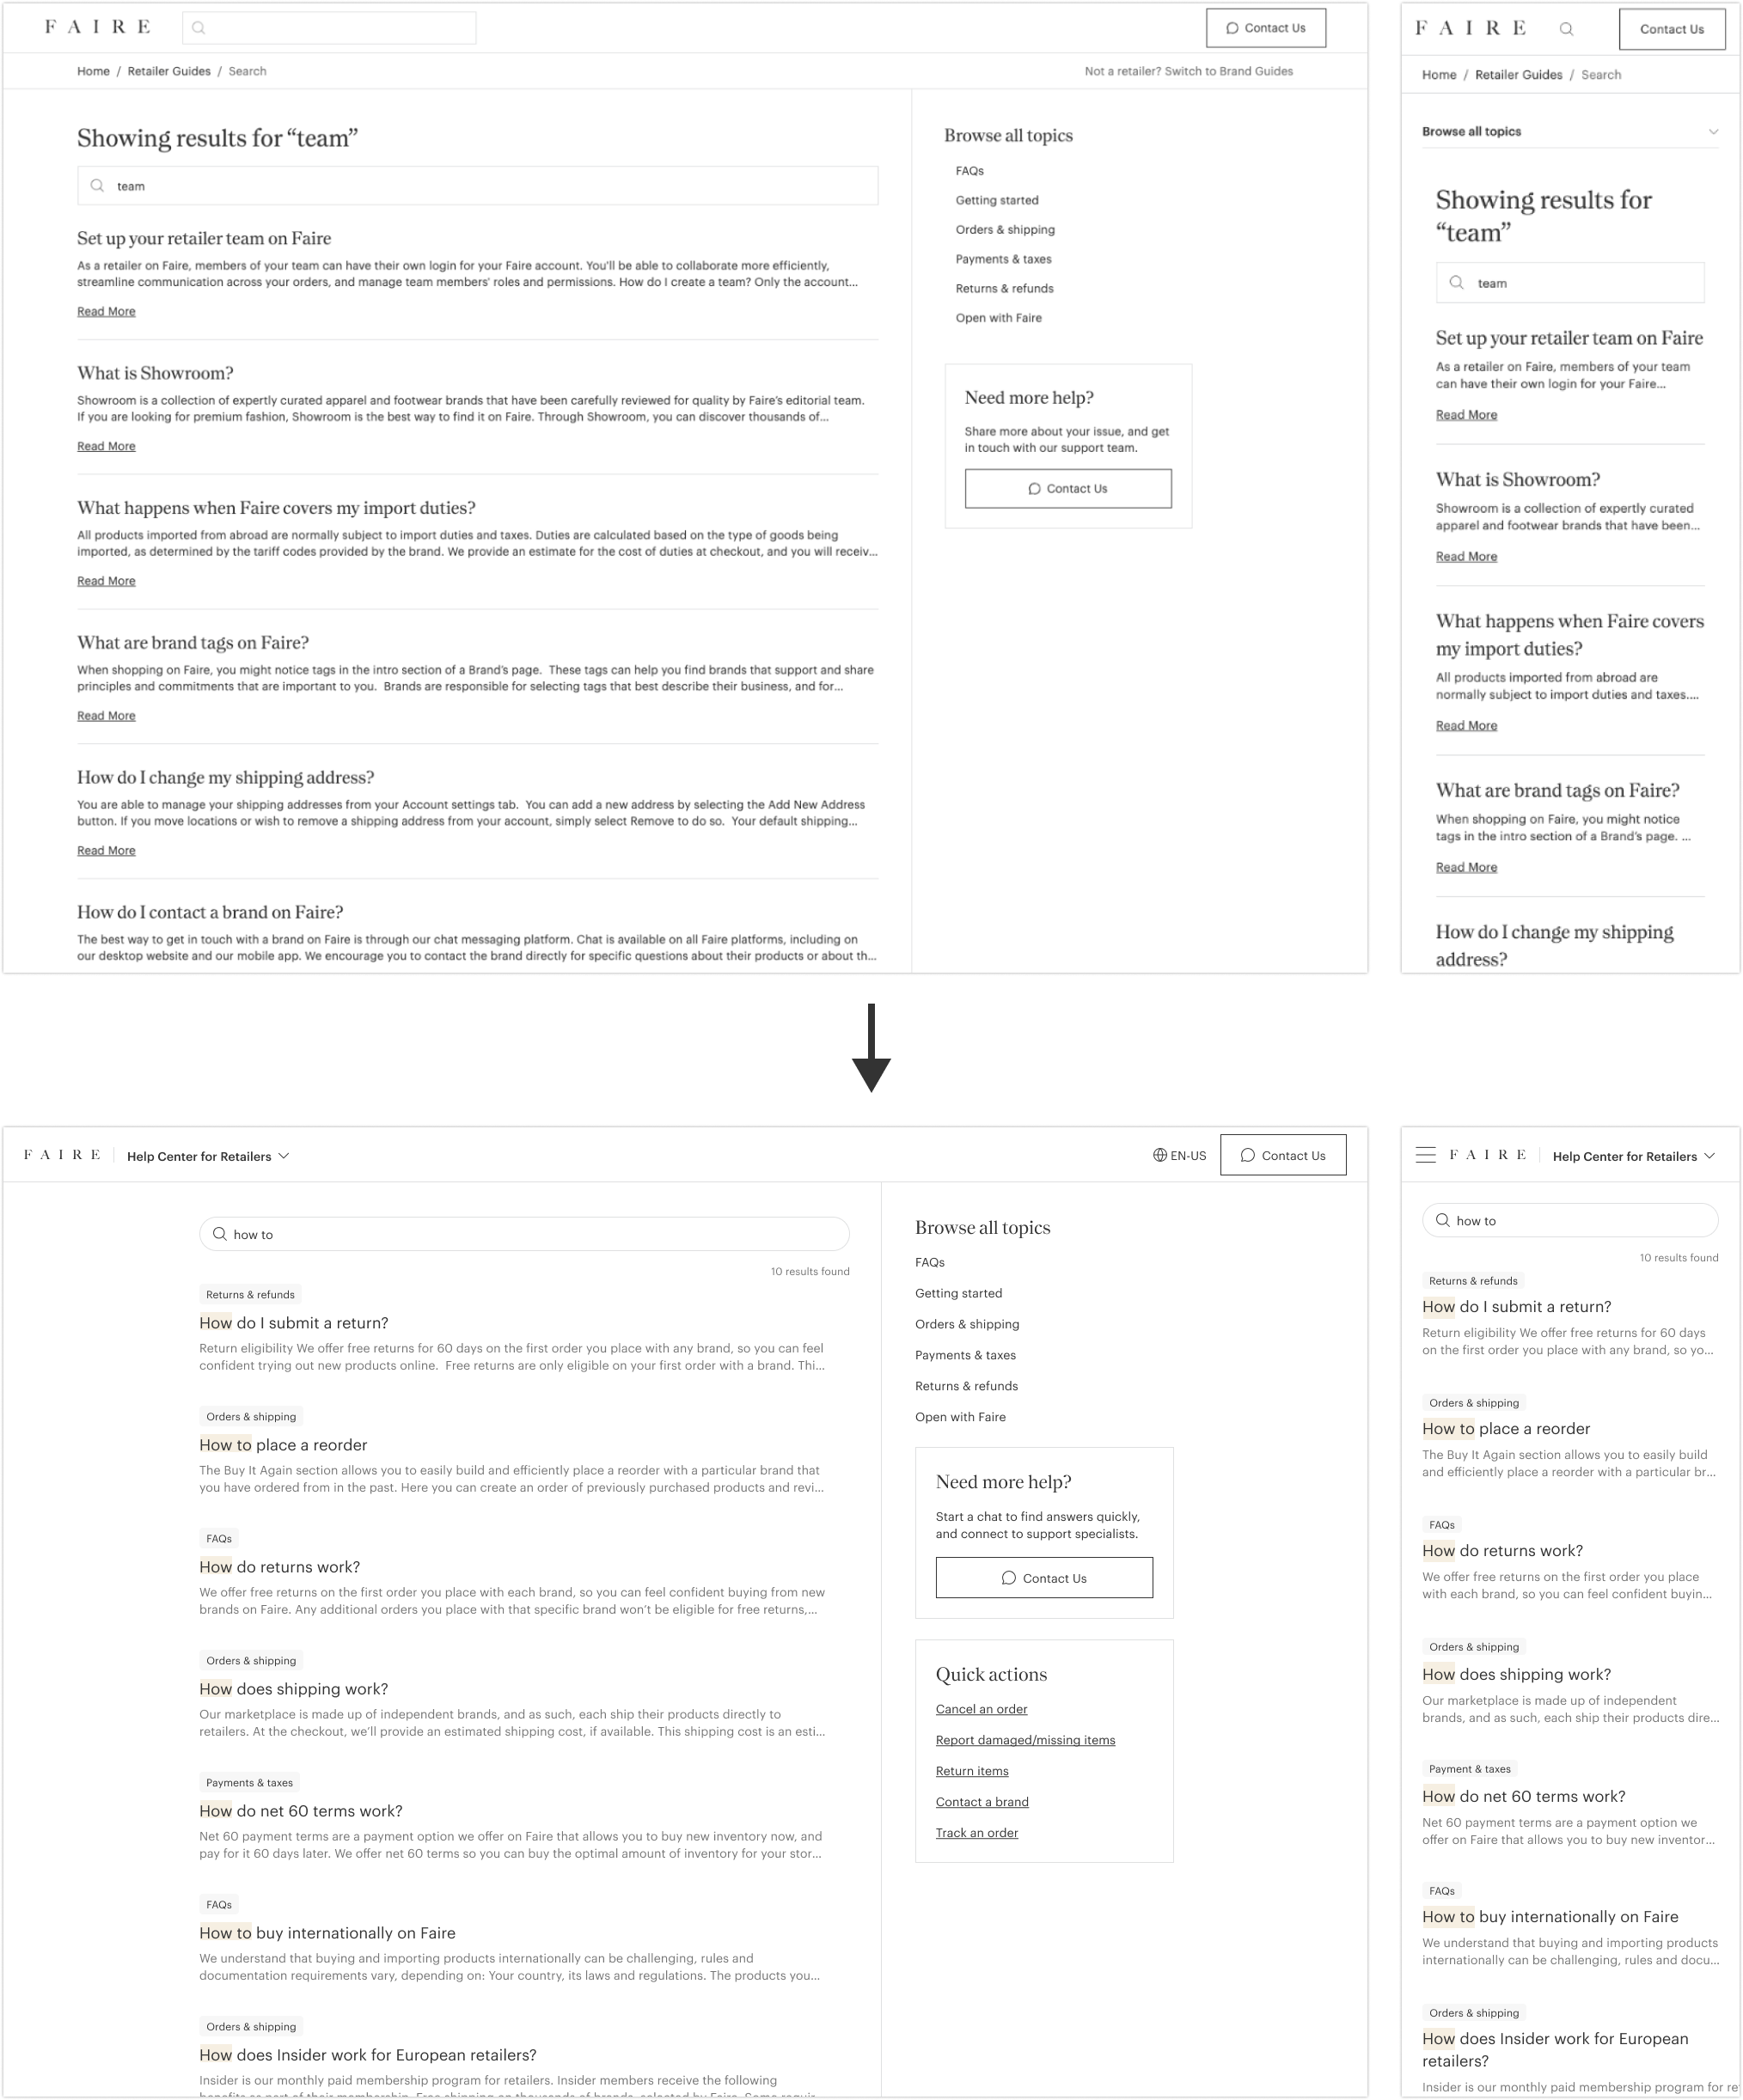 FAIRE
Contact Us
Home / Retailer Guides / Search
Not a retailer? Switch to Brand Guides
Showing results for “team”
team
Set up your retailer team on Faire
As a retailer on Faire, members of your team can have their own login for your Faire account. You'll be able to collaborate more efficiently,
streamline communication across your orders, and manage team members' roles and permissions. How do I create a team? Only the account...
Read More
What is Showroom?
Showroom is a collection of expertly curated apparel and footwear brands that have been carefully reviewed for quality by Faire's editorial team.
If you are looking for premium fashion, Showroom is the best way to find it on Faire. Through Showroom, you can discover thousands of...
Read More
What happens when Faire covers my import duties?
All products imported from abroad are normally subject to import duties and taxes. Duties are calculated based on the type of goods being
imported, as determined by the tariff codes provided by the brand. We provide an estimate for the cost of duties at checkout, and you will receiv...
Read More
What are brand tags on Faire?
When shopping on Faire, you might notice tags in the intro section of a Brand's page. These tags can help you find brands that support and share
principles and commitments that are important to you. Brands are responsible for selecting tags that best describe their business, and for...
Read More
How do I change my shipping address?
You are able to manage your shipping addresses from your Account settings tab. You can add a new address by selecting the Add New Address
button. If you move locations or wish to remove a shipping address from your account, simply select Remove to do so. Your default shipping...
Read More
How do I contact a brand on Faire?
The best way to get in touch with a brand on Faire is through our chat messaging platform. Chat is available on all Faire platforms, including on
our desktop website and our mobile app. We encourage you to contact the brand directly for specific questions about their products or about th...
Browse all topics
FAQs
Getting started
Orders & shipping
Payments & taxes
Returns & refunds
Open with Faire
Need more help?
Share more about your issue, and get
in touch with our support team.
Contact Us
FAIRE
Contact Us
Home / Retailer Guides / Search
Browse all topics
Showing results for
“team”
team
Set up your retailer team on Faire
As a retailer on Faire, members of your team
can have their own login for your Faire...
Read More
What is Showroom?
Showroom is a collection of expertly curated
apparel and footwear brands that have been...
Read More
What happens when Faire covers
my import duties?
All products imported from abroad are
normally subject to import duties and taxes....
Read More
What are brand tags on Faire?
When shopping on Faire, you might notice
tags in the intro section of a Brand's page. ...
Read More
How do I change my shipping
address?
FAIRE
Help Center for Retailers
EN-US
Contact Us
how to
10 results found
Returns & refunds
How do I submit a return?
Return eligibility We offer free returns for 60 days on the first order you place with any brand, so you can feel
confident trying out new products online. Free returns are only eligible on your first order with a brand. Thi...
Orders & shipping
How to place a reorder
The Buy It Again section allows you to easily build and efficiently place a reorder with a particular brand that
you have ordered from in the past. Here you can create an order of previously purchased products and revi...
FAQs
How do returns work?
We offer free returns on the first order you place with each brand, so you can feel confident buying from new
brands on Faire. Any additional orders you place with that specific brand won't be eligible for free returns,...
Orders & shipping
How does shipping work?
Our marketplace is made up of independent brands, and as such, each ship their products directly to
retailers. At the checkout, we'll provide an estimated shipping cost, if available. This shipping cost is an esti...
Payments & taxes
How do net 60 terms work?
Net 60 payment terms are a payment option we offer on Faire that allows you to buy new inventory now, and
pay for it 60 days later. We offer net 60 terms so you can buy the optimal amount of inventory for your stor...
FAQs
How to buy internationally on Faire
We understand that buying and importing products internationally can be challenging, rules and
documentation requirements vary, depending on: Your country, its laws and regulations. The products you...
Orders & shipping
How does Insider work for European retailers?
Insider is our monthly paid membership program for retailers. Insider members receive the following
Browse all topics
FAQs
Getting started
Orders & shipping
Payments & taxes
Returns & refunds
Open with Faire
Need more help?
Start a chat to find answers quickly,
and connect to support specialists.
Contact Us
Quick actions
Cancel an order
Report damaged/missing items
Return items
Contact a brand
Track an order
FAIRE
Help Center for Retailers
how to
10 results found
Returns & refunds
How do I submit a return?
Return eligibility We offer free returns for 60 days
on the first order you place with any brand, so yo...
Orders & shipping
How to place a reorder
The Buy It Again section allows you to easily build
and efficiently place a reorder with a particular br...
FAQs
How do returns work?
We offer free returns on the first order you place
with each brand, so you can feel confident buyin...
Orders & shipping
How does shipping work?
Our marketplace is made up of independent
brands, and as such, each ship their products dire...
Payment & taxes
How do net 60 terms work?
Net 60 payment terms are a payment option we
offer on Faire that allows you to buy new inventor...
FAQs
How to buy internationally on Faire
We understand that buying and importing products
internationally can be challenging, rules and docu...
Orders & shipping
How does Insider work for European
retailers?
Insider is our monthly paid membership program for re